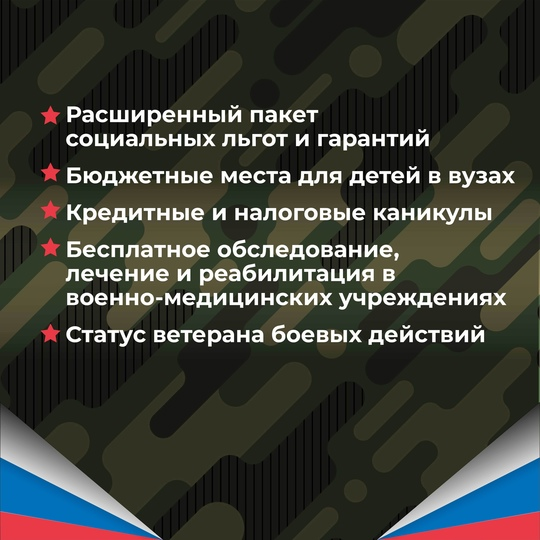 Расширенный пакет
социальных льгот и гарантий
Бюджетные места для детей в вузах
Кредитные и налоговые каникулы
Бесплатное обследование,
лечение и реабилитация в
военно-медицинских учреждениях
Статус ветерана боевых действий